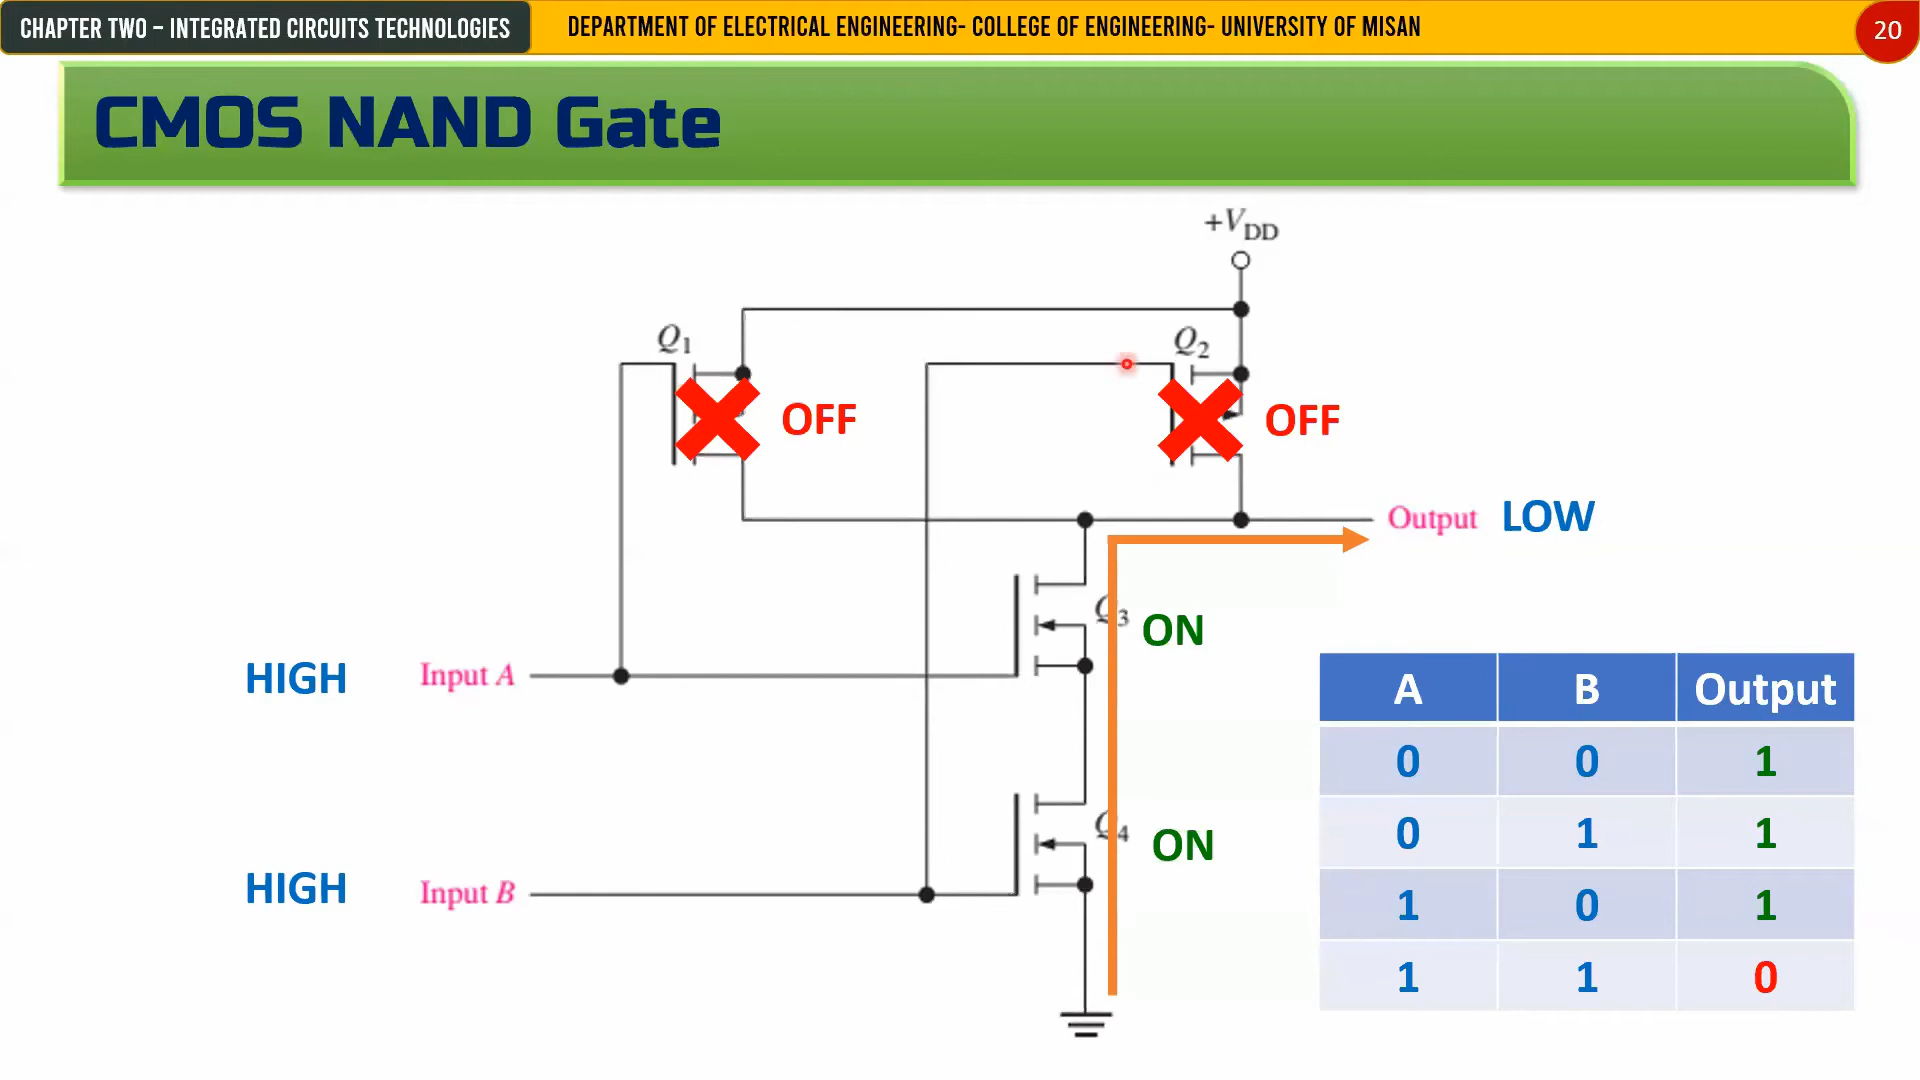 CHAPTER TWO – INTEGRATED CIRCUITS TECHNOLOGIES
DEPARTMENT OF ELECTRICAL ENGINEERING- COLLEGE OF ENGINEERING- UNIVERSITY OF MISAN
20
CMOS NAND Gate
+VDD
Q1
Q2
OFF
OFF
Output LOW
Q3
ON
HIGH Input A
Q4
ON
HIGH Input B
A B Output
0 0 1
0 1 1
1 0 1
1 1 0